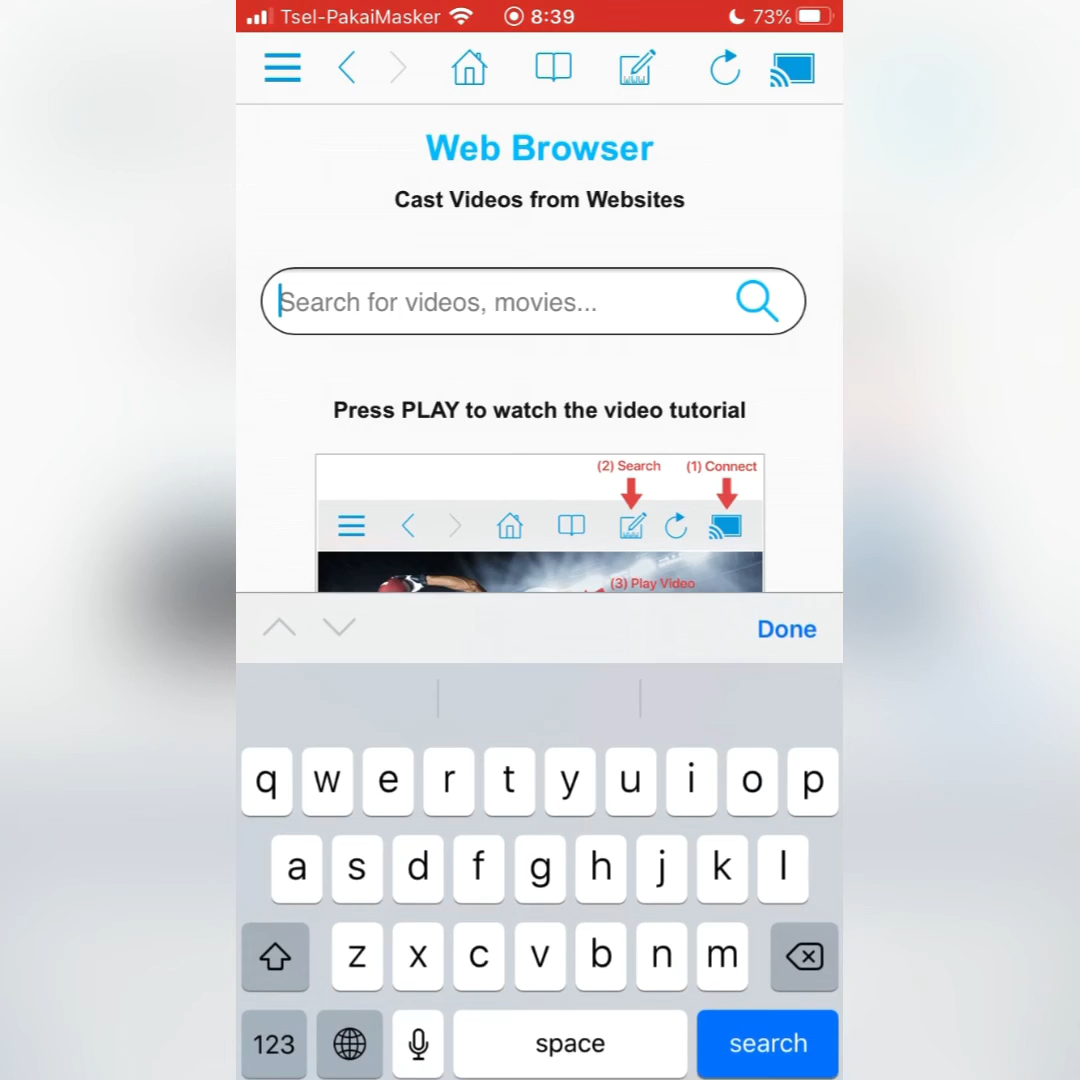 Tsel-PakaiMasker 8:39 73%
Web Browser
Cast Videos from Websites
Search for videos, movies...
Press PLAY to watch the video tutorial
(2) Search (1) Connect
(3) Play Video
Done
q w e r t y u i o p
a s d f g h j k l
z x c v b n m
123 space search